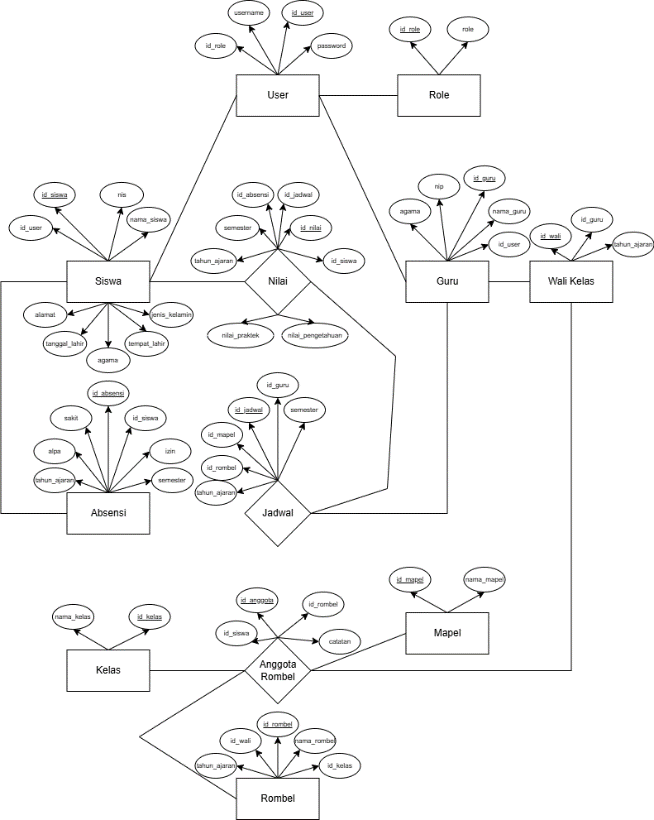 username
id_user
id_role
password
User
id_role
role
Role
id_siswa
nis
id_user
nama_siswa
Siswa
alamat
jenis_kelamin
tanggal_lahir
tempat_lahir
agama
id_absensi
id_jadwal
semester
id_nilai
tahun_ajaran
id_siswa
Nilai
nilai_praktek
nilai_pengetahuan
nip
id_guru
agama
nama_guru
id_user
Guru
id_wali
id_guru
tahun_ajaran
Wali Kelas
id_absensi
sakit
id_siswa
alpa
izin
tahun_ajaran
semester
Absensi
id_guru
id_jadwal
semester
id_mapel
id_rombel
tahun_ajaran
Jadwal
id_mapel
nama_mapel
Mapel
nama_kelas
id_kelas
Kelas
id_anggota
id_rombel
id_siswa
catatan
Anggota
Rombel
id_rombel
id_wali
nama_rombel
tahun_ajaran
id_kelas
Rombel